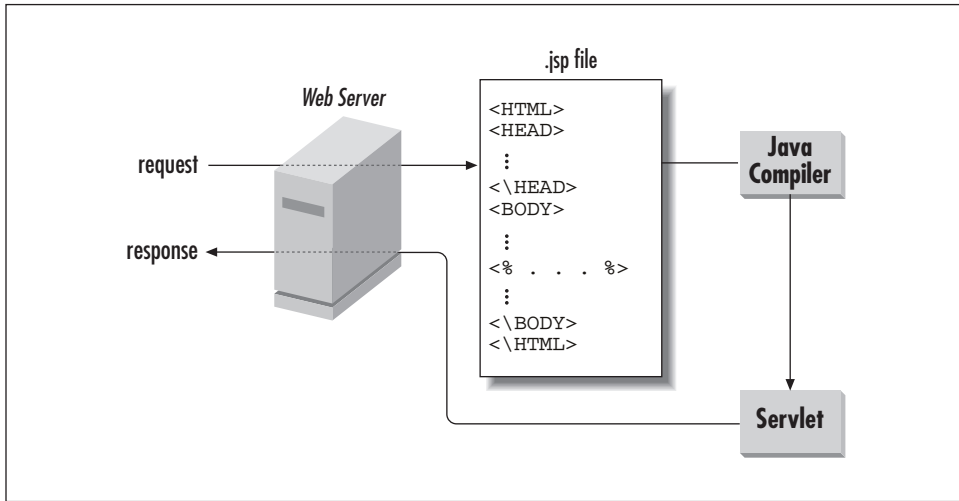 .jsp file
Web Server
request
response
<HTML>
<HEAD>
⋮
<\HEAD>
<BODY>
⋮
<% . . . %>
⋮
<\BODY>
<\HTML>
Java
Compiler
Servlet